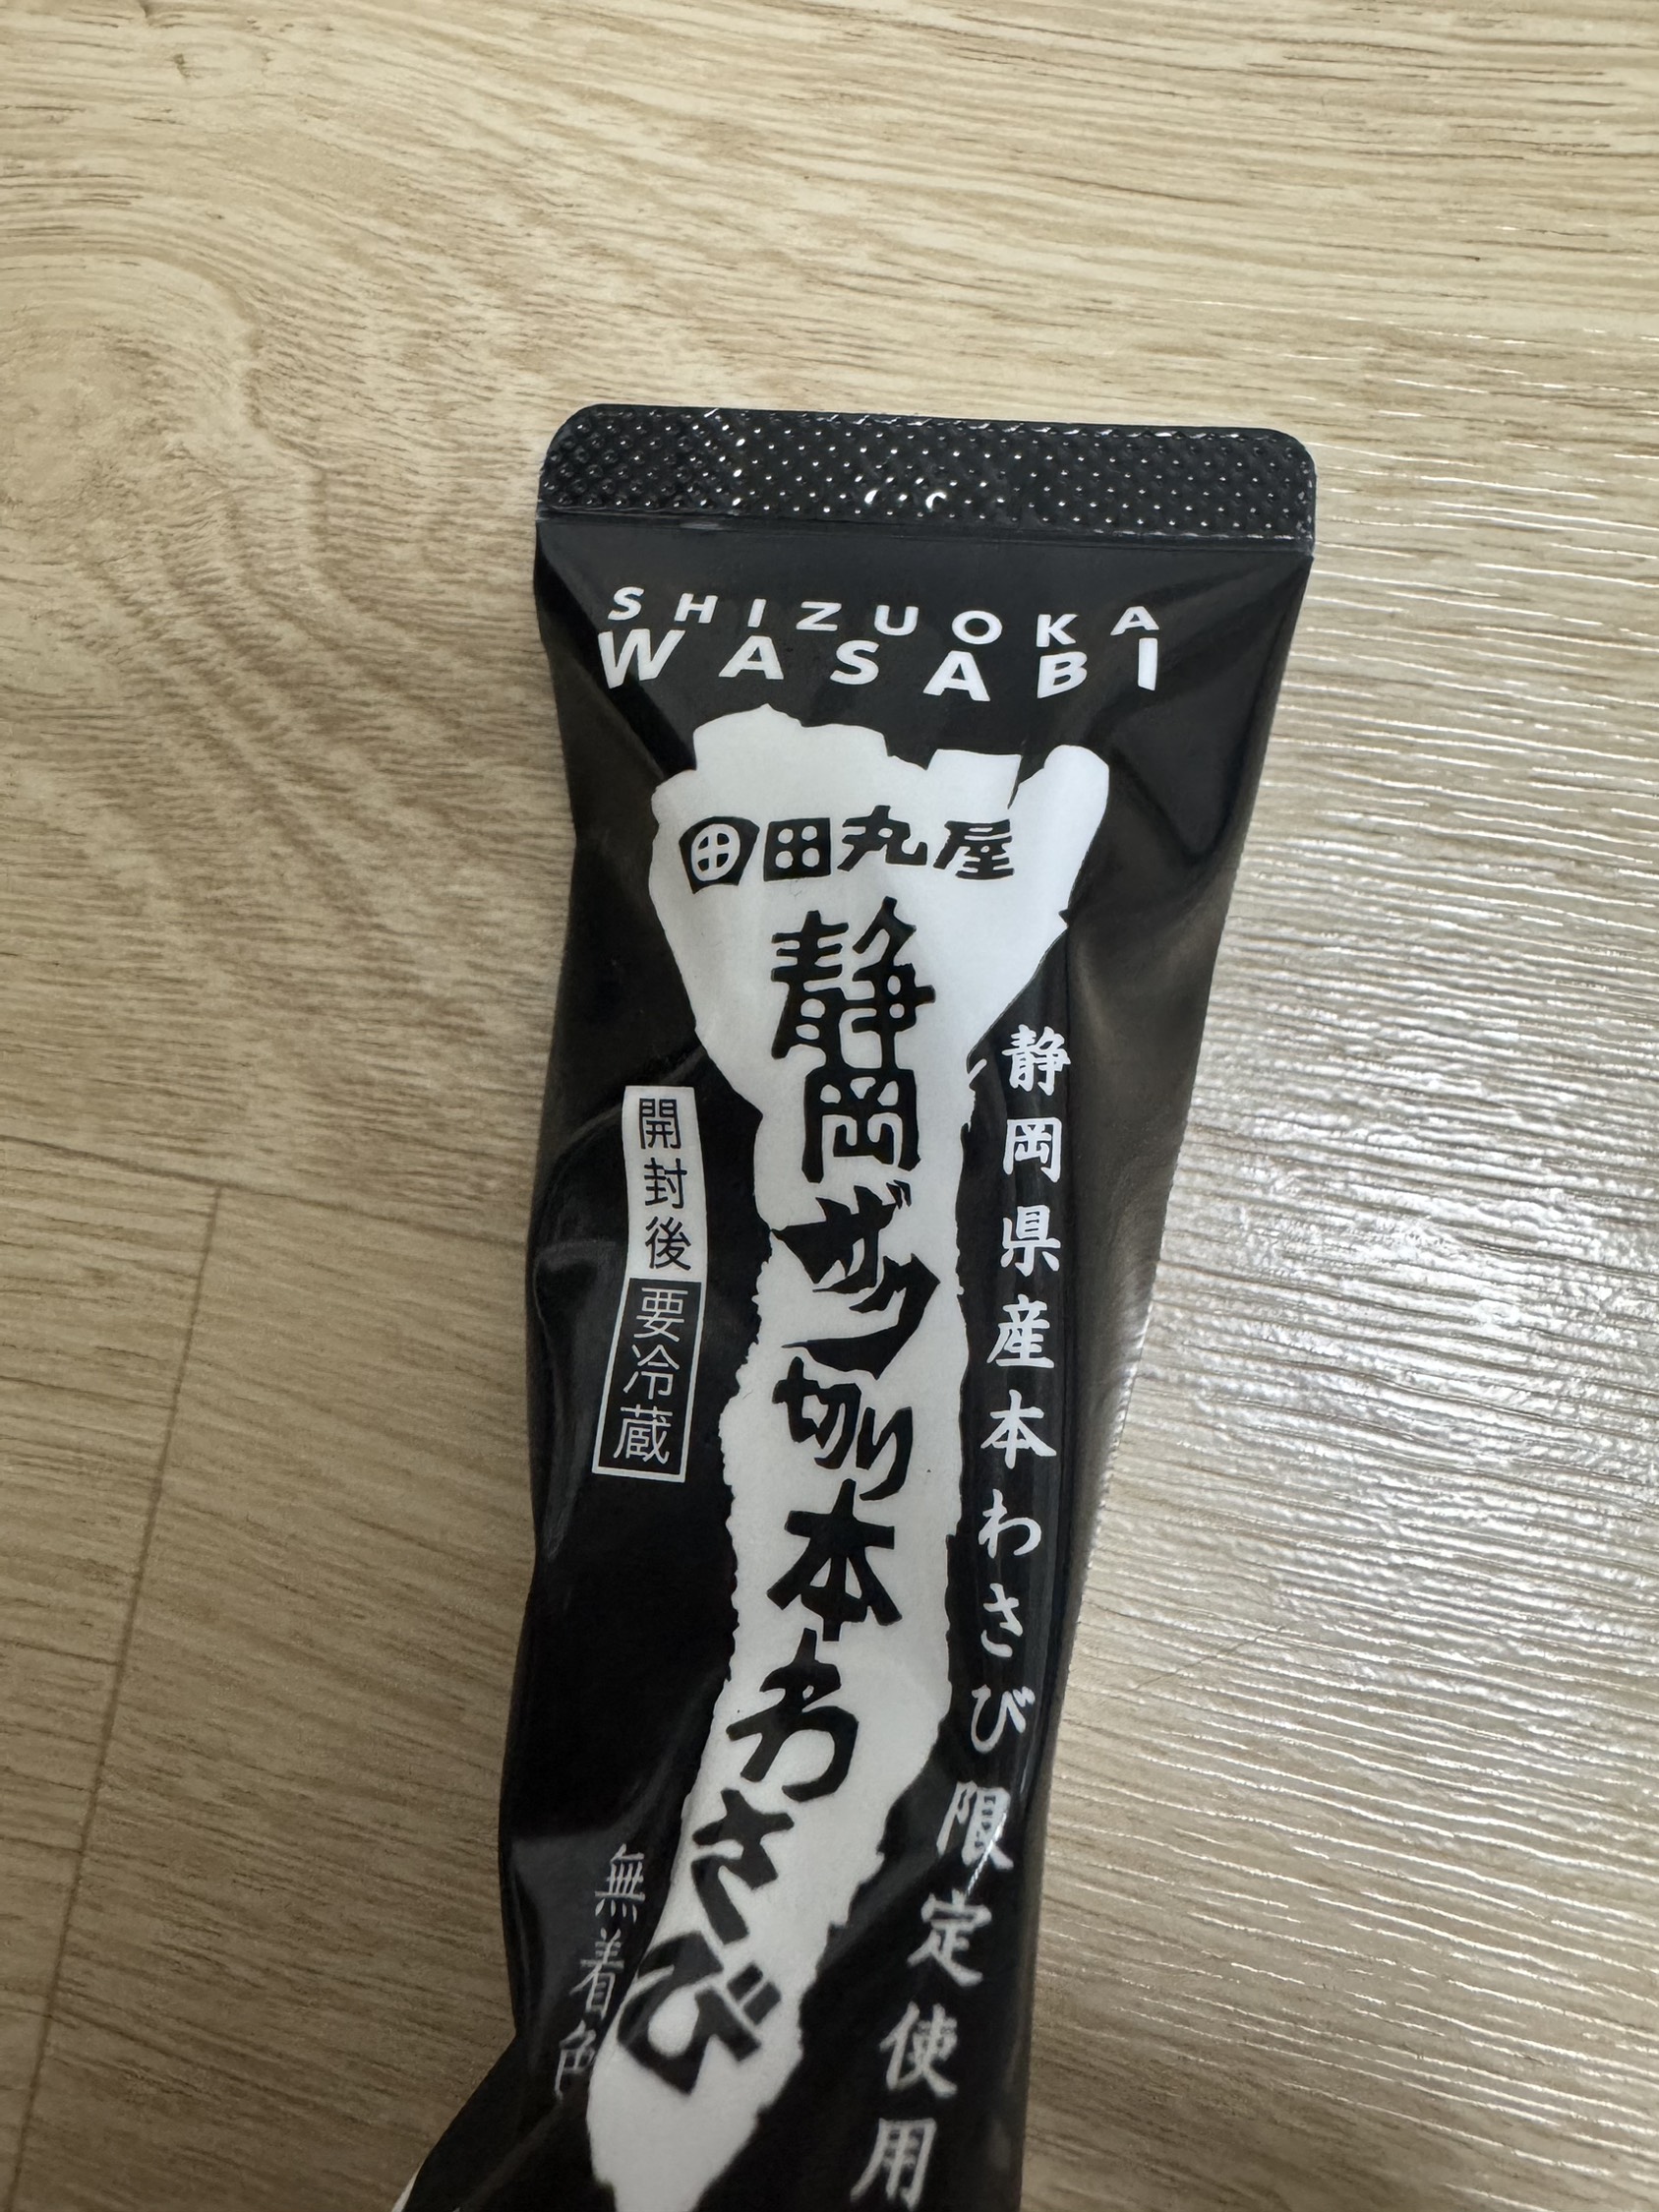 SHIZUOKA
WASABI
田丸屋
静岡ザク切り本わさび
静岡県産本わさび限定使用
開封後要冷蔵
無着色